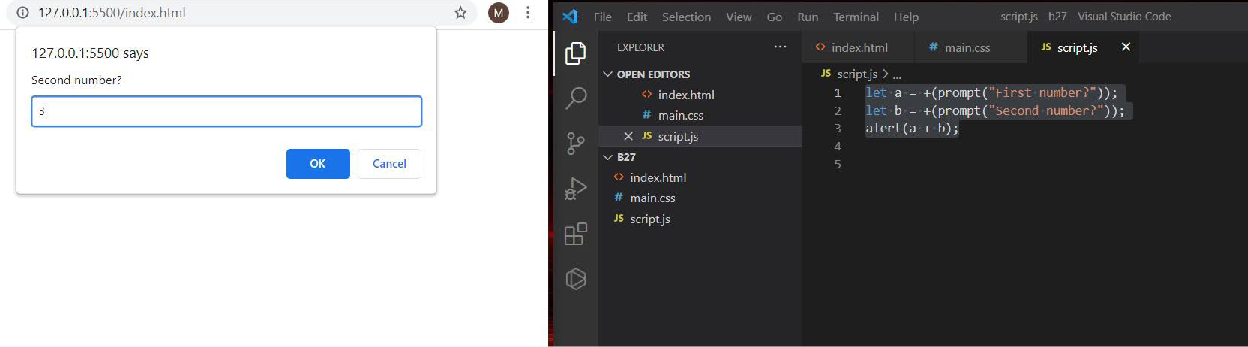 127.0.0.1:5500/index.html
M
127.0.0.1:5500 says
Second number?
3
OK
Cancel
File Edit Selection View Go Run Terminal Help
script.js - b27 - Visual Studio Code
EXPLORER
...
OPEN EDITORS
<> index.html
# main.css
JS script.js
B27
<> index.html
# main.css
JS script.js
<> index.html
# main.css
JS script.js
JS script.js > ...
1 let a = +(prompt("First number?"));
2 let b = +(prompt("Second number?"));
3 alert(a + b);
4
5